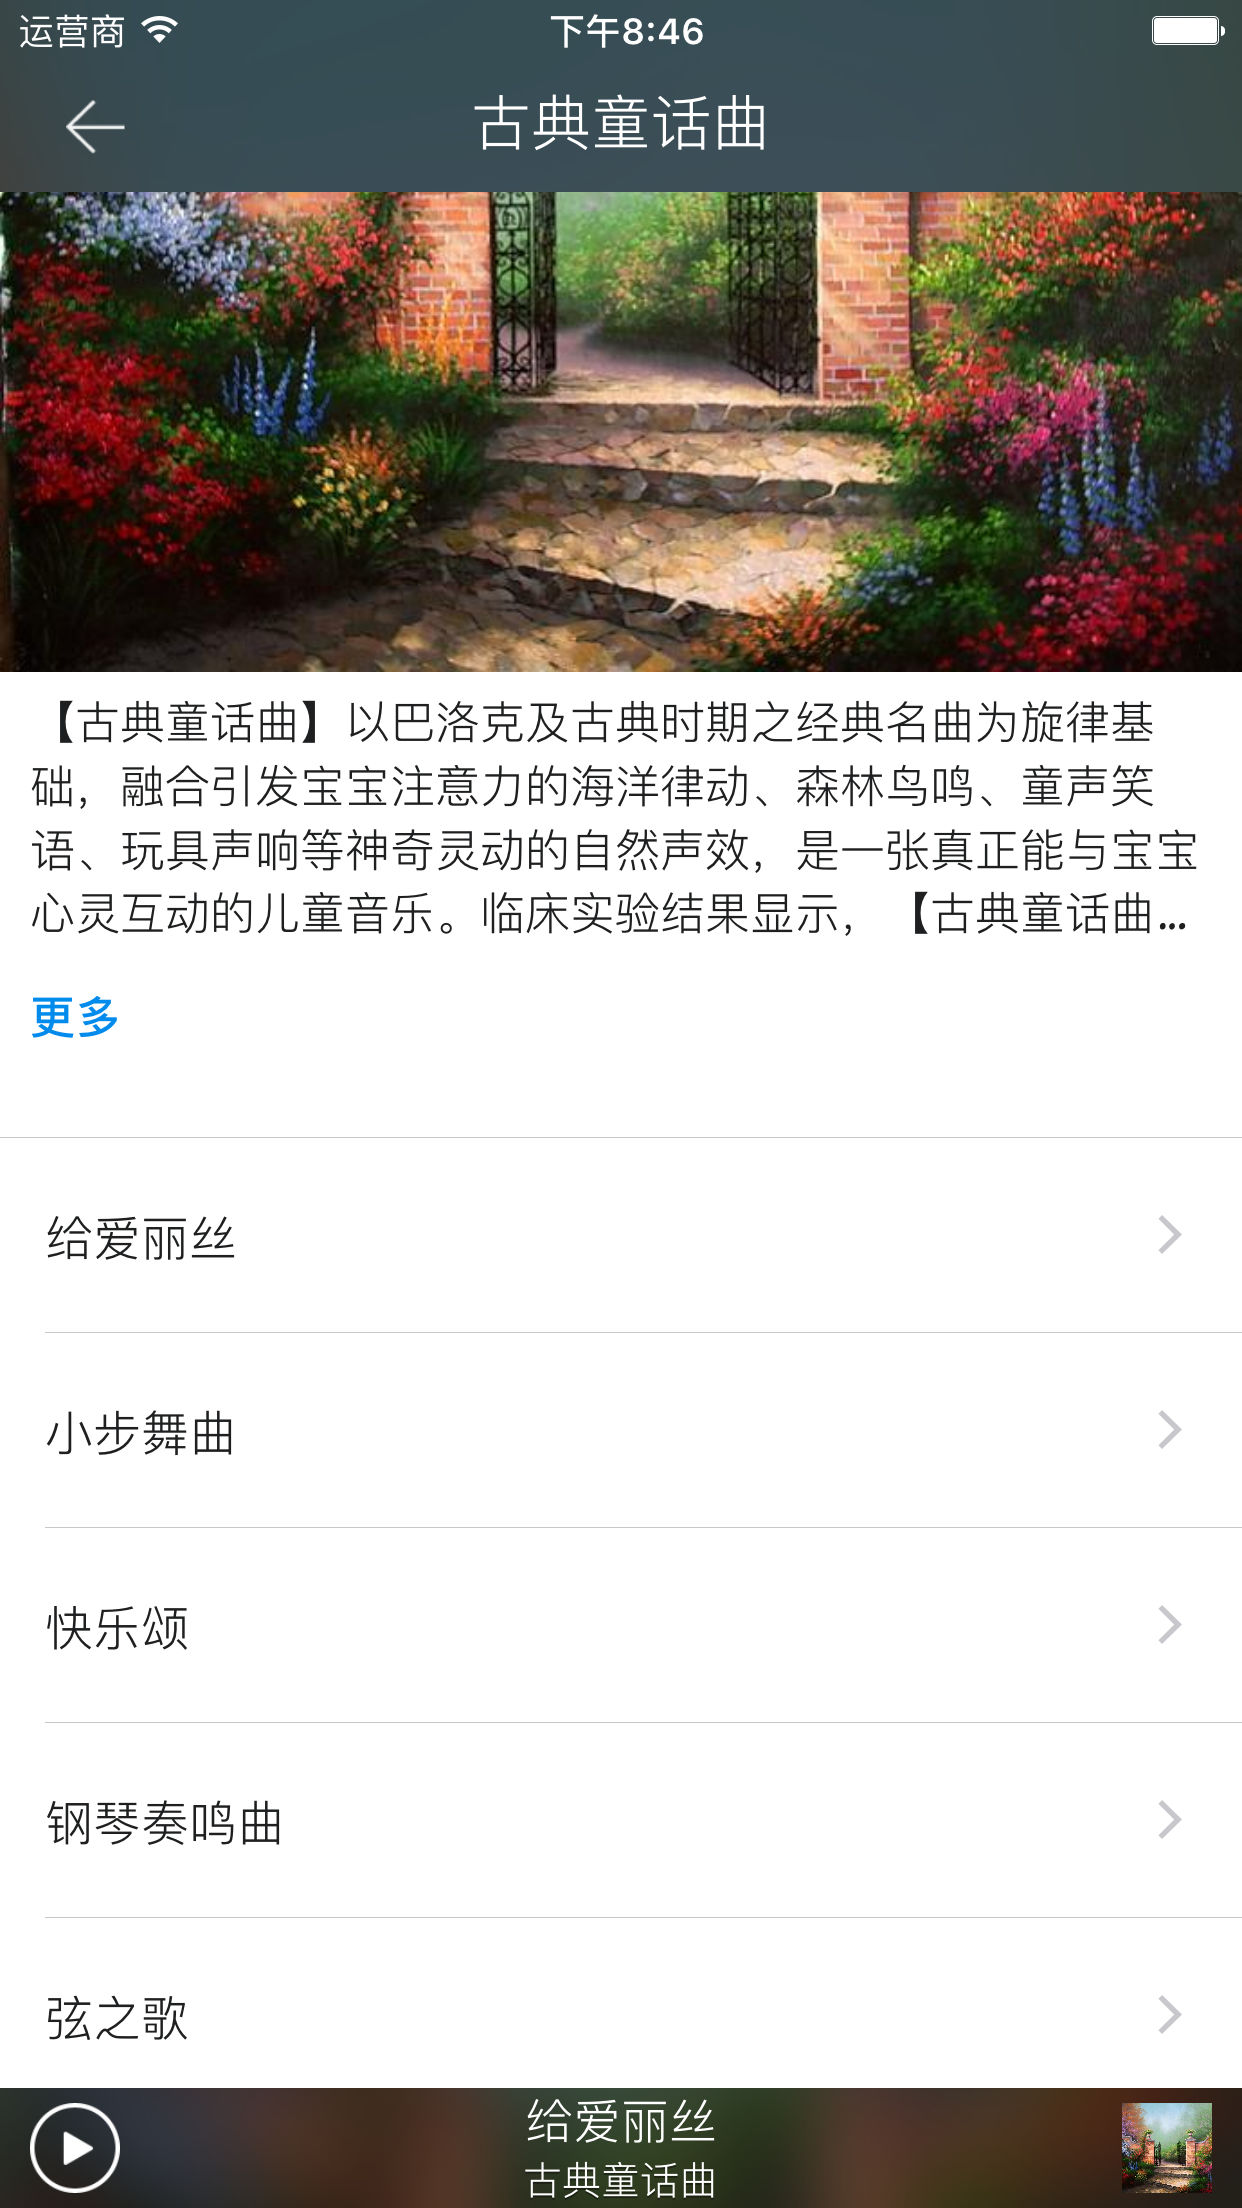 运营商 下午8:46
古典童话曲
【古典童话曲】以巴洛克及古典时期之经典名曲为旋律基
础，融合引发宝宝注意力的海洋律动、森林鸟鸣、童声笑
语、玩具声响等神奇灵动的自然声效，是一张真正能与宝宝
心灵互动的儿童音乐。临床实验结果显示，【古典童话曲...
更多
给爱丽丝
小步舞曲
快乐颂
钢琴奏鸣曲
弦之歌
给爱丽丝
古典童话曲